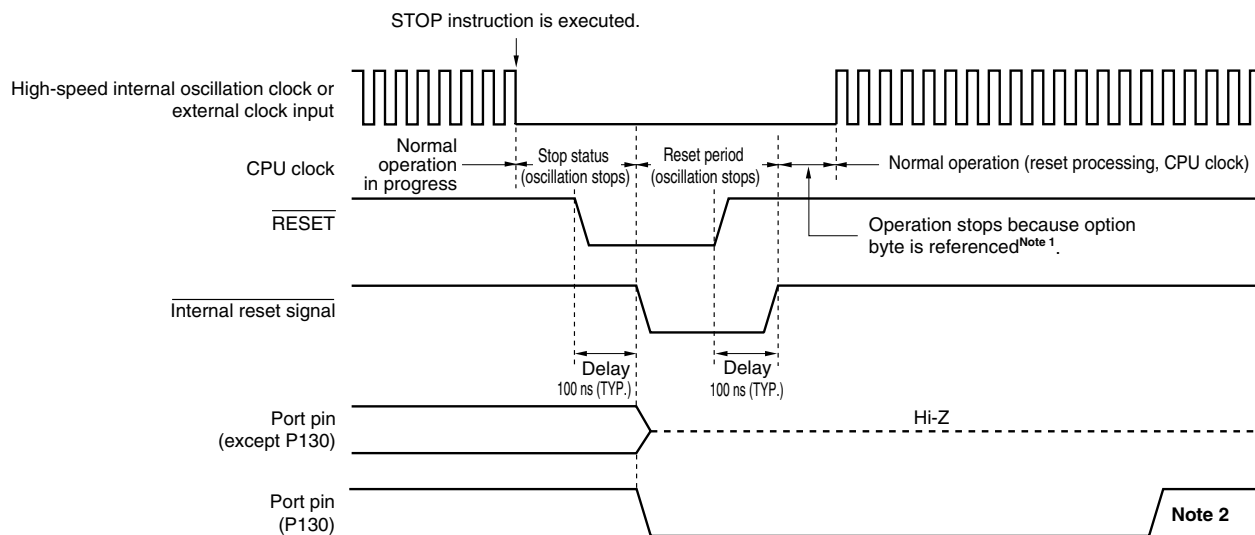 STOP instruction is executed.
High-speed internal oscillation clock or
external clock input
CPU clock
Normal
operation
in progress
Stop status
(oscillation stops)
Reset period
(oscillation stops)
Normal operation (reset processing, CPU clock)
RESET
Operation stops because option
byte is referenced Note 1.
Internal reset signal
Delay
100 ns (TYP.)
Delay
100 ns (TYP.)
Port pin
(except P130)
Hi-Z
Port pin
(P130)
Note 2